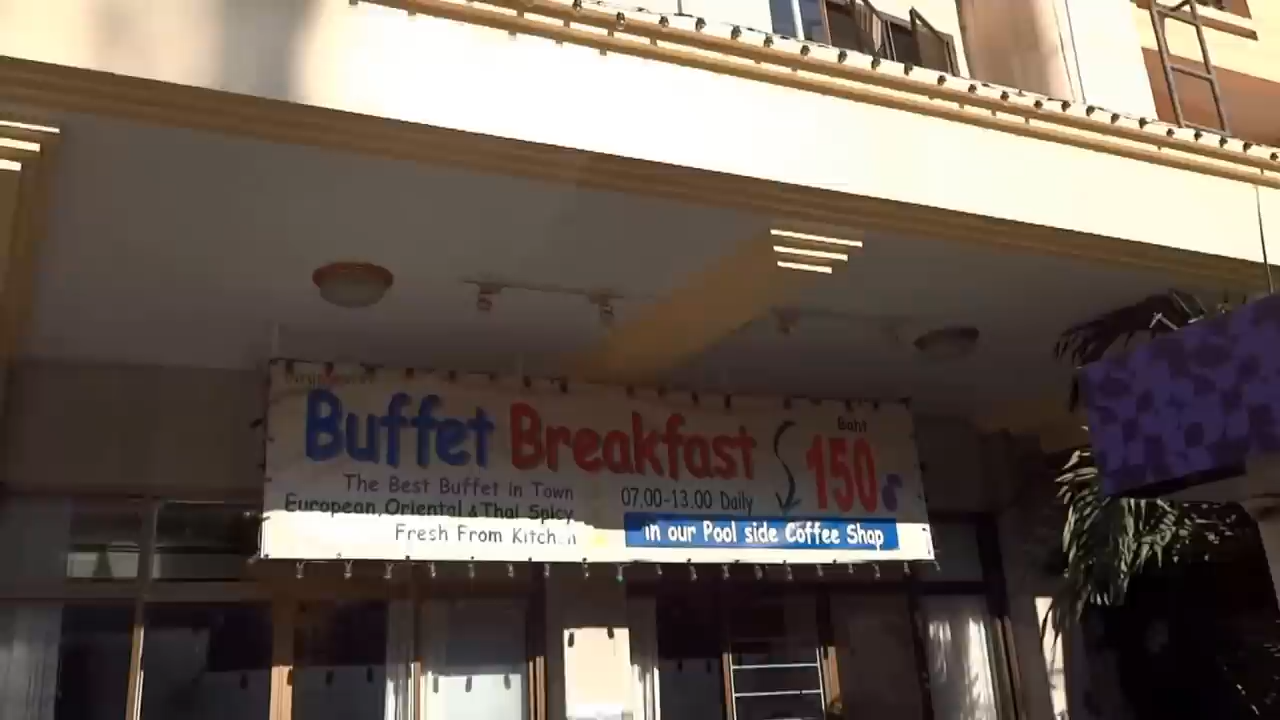 Buffet Breakfast
Baht
150
The Best Buffet in Town
07.00-13.00 Daily
European, Oriental & Thai Spicy
Fresh From Kitchen
in our Pool side Coffee Shop